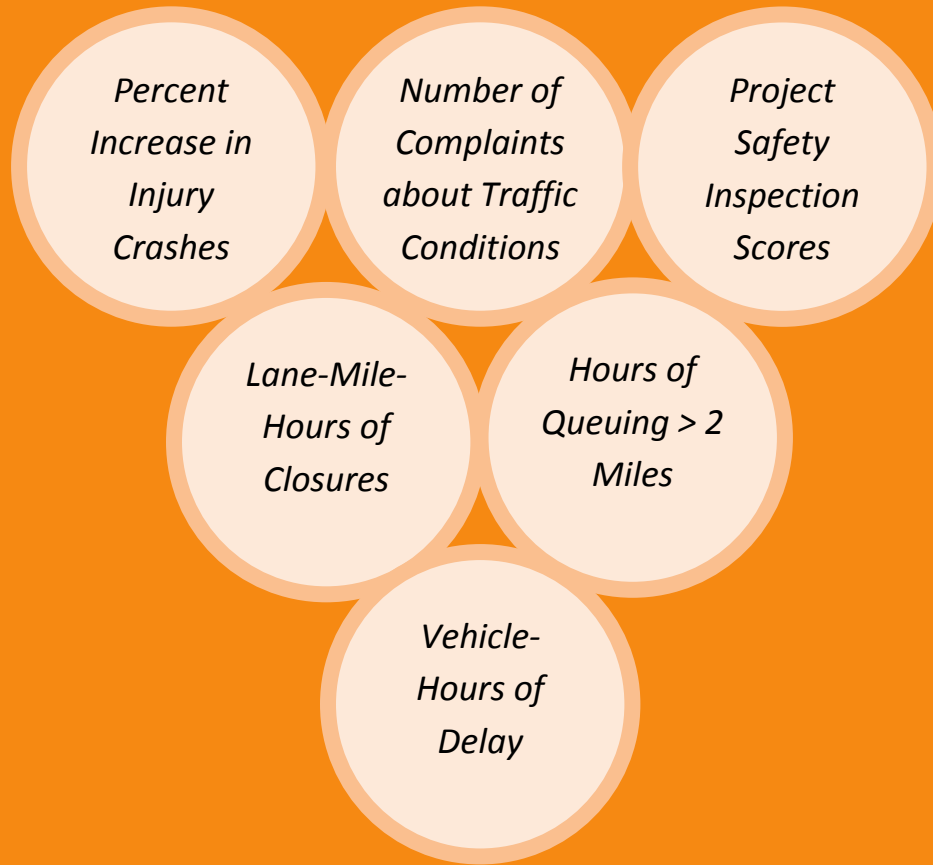 Percent
Increase in
Injury
Crashes
Number of
Complaints
about Traffic
Conditions
Project
Safety
Inspection
Scores
Lane-Mile-
Hours of
Closures
Hours of
Queuing > 2
Miles
Vehicle-
Hours of
Delay